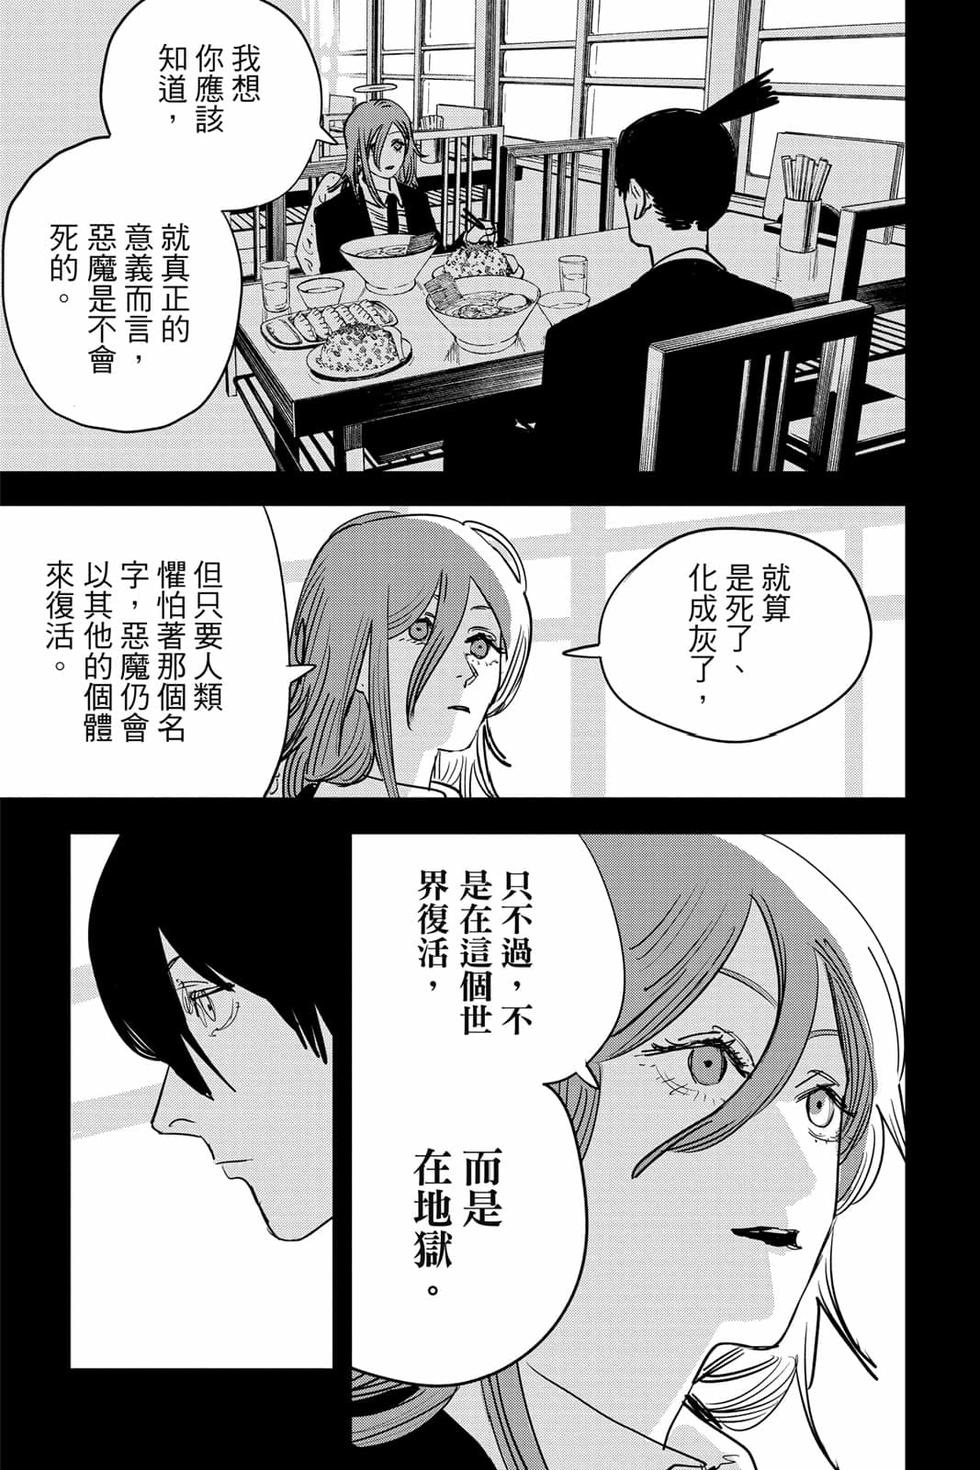 我想
你應該
知道，
就真正的
意義而言，
惡魔是不會
死的。
就算
是死了、
化成灰了，
但只要人類
懼怕著那個名
字，惡魔仍會
以其他的個體
來復活。
只不過，不
是在這個世
界復活，
而是
在地獄。